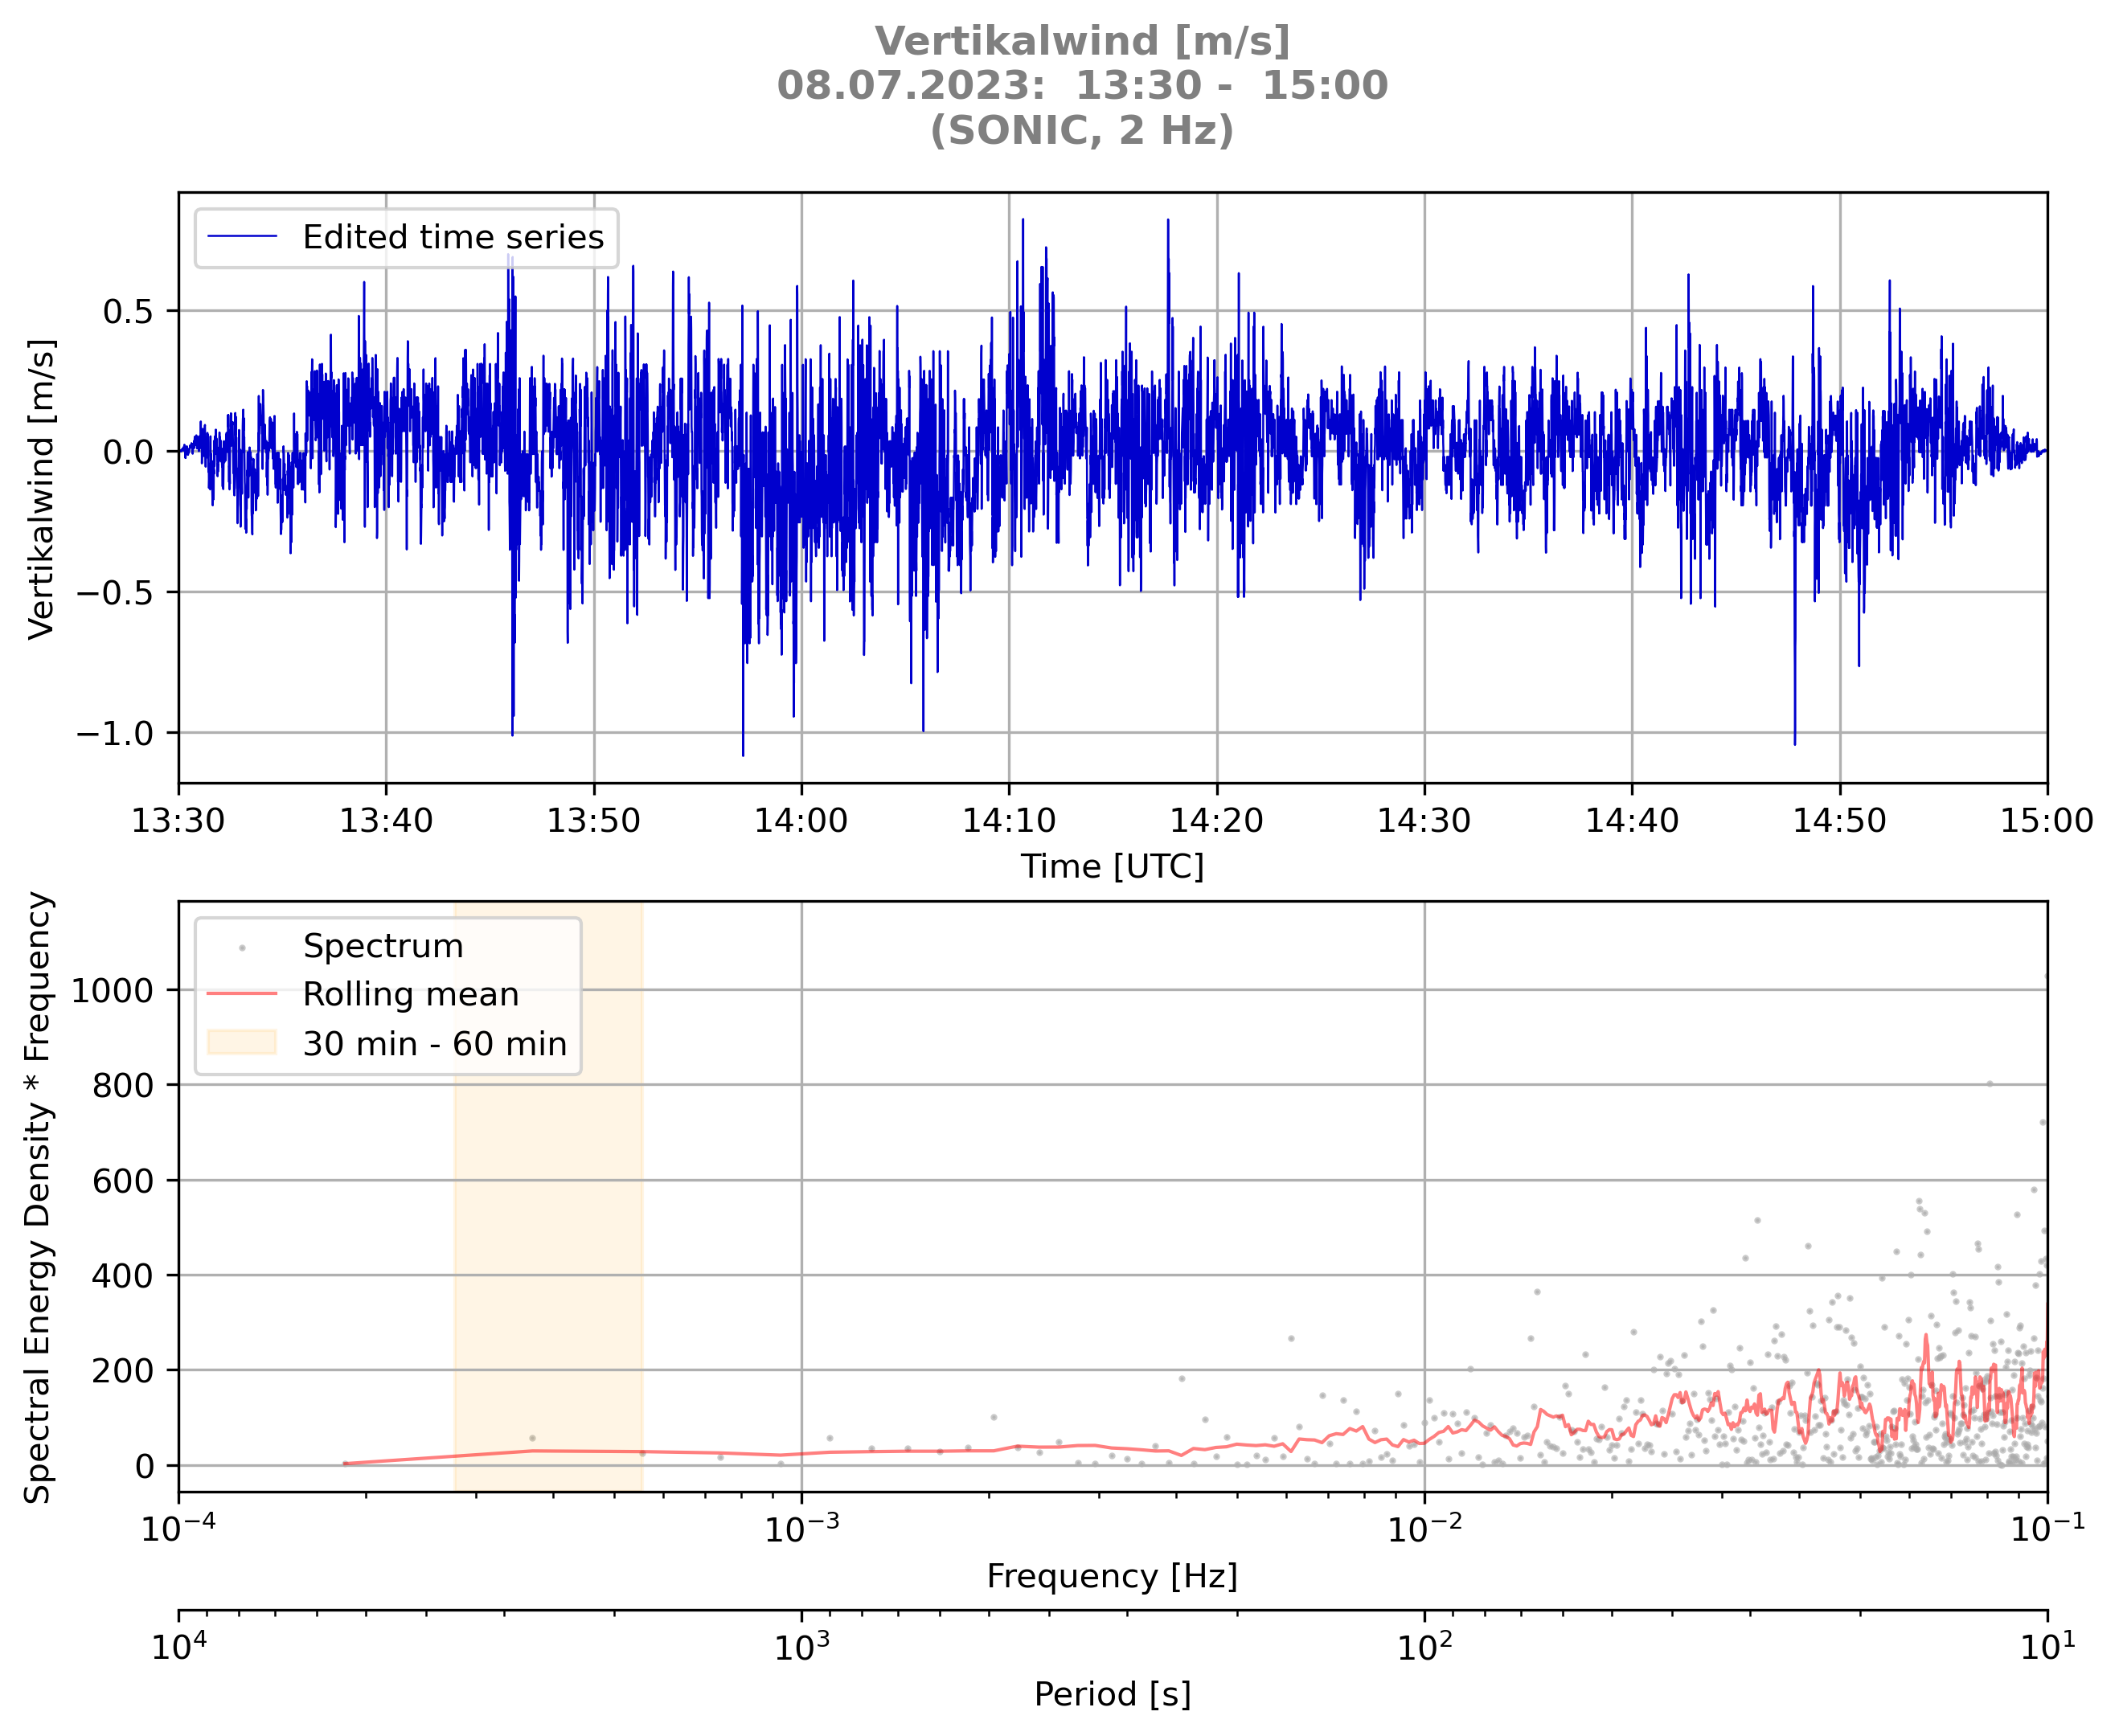 Vertikalwind [m/s]
08.07.2023:  13:30 -  15:00
(SONIC, 2 Hz)
Edited time series
Vertikalwind [m/s]
0.5
0.0
−0.5
−1.0
13:30 13:40 13:50 14:00 14:10 14:20 14:30 14:40 14:50 15:00
Time [UTC]
Spectral Energy Density * Frequency
Spectrum
Rolling mean
30 min - 60 min
1000
800
600
400
200
0
10⁻⁴ 10⁻³ 10⁻² 10⁻¹
Frequency [Hz]
10⁴ 10³ 10² 10¹
Period [s]